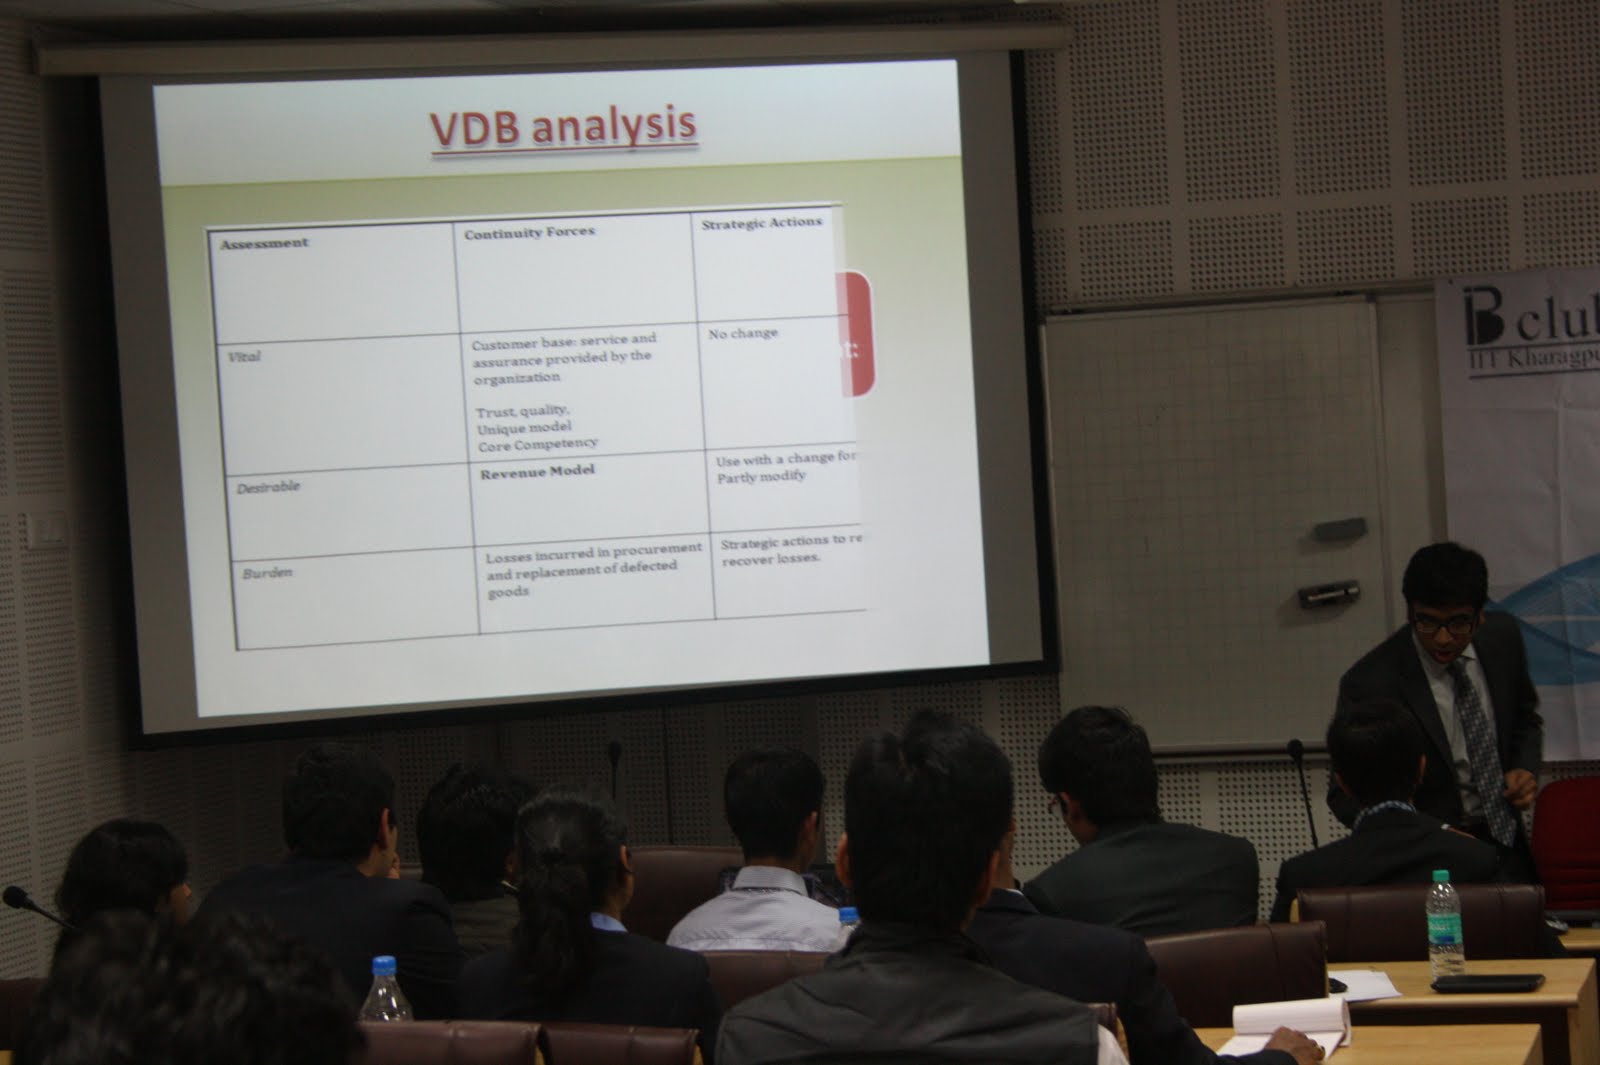 VDB analysis
Assessment
Continuity Forces
Strategic Actions
Vital
Customer base: service and
assurance provided by the
organization
Trust, quality,
Unique model
Core Competency
No change
t:
Desirable
Revenue Model
Use with a change for
Partly modify
Burden
Losses incurred in procurement
and replacement of defected
goods
Strategic actions to re
recover losses.
B club
IIT Kharagpu